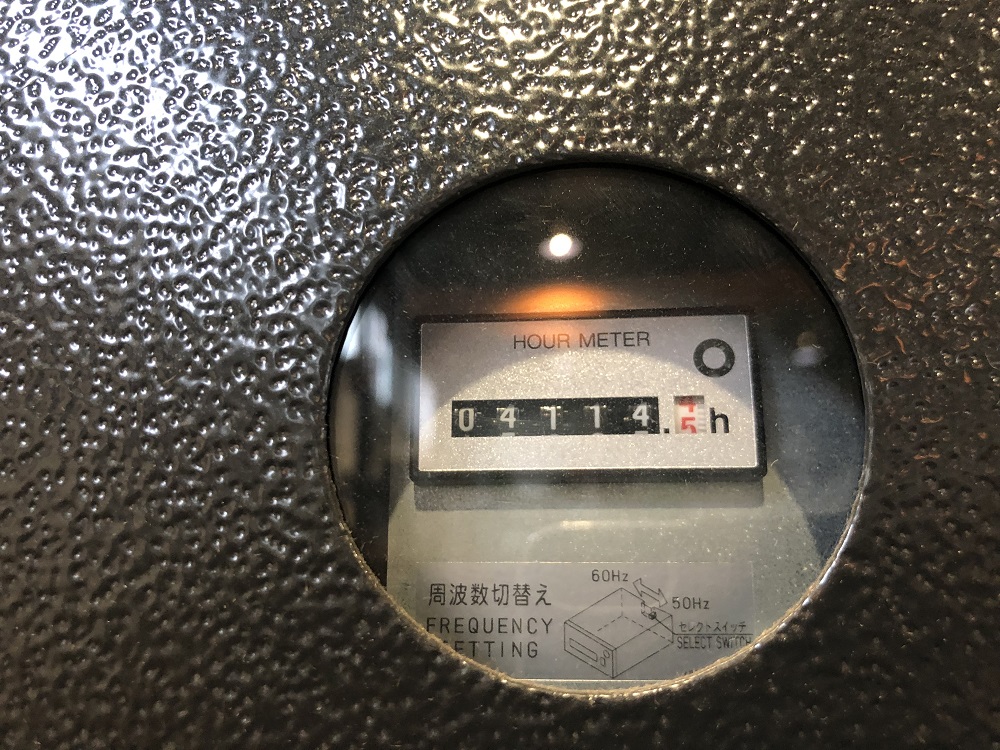 HOUR METER
04114.5h
周波数切替え
FREQUENCY
SETTING
60Hz
50Hz
セレクトスイッチ
SELECT SWITCH